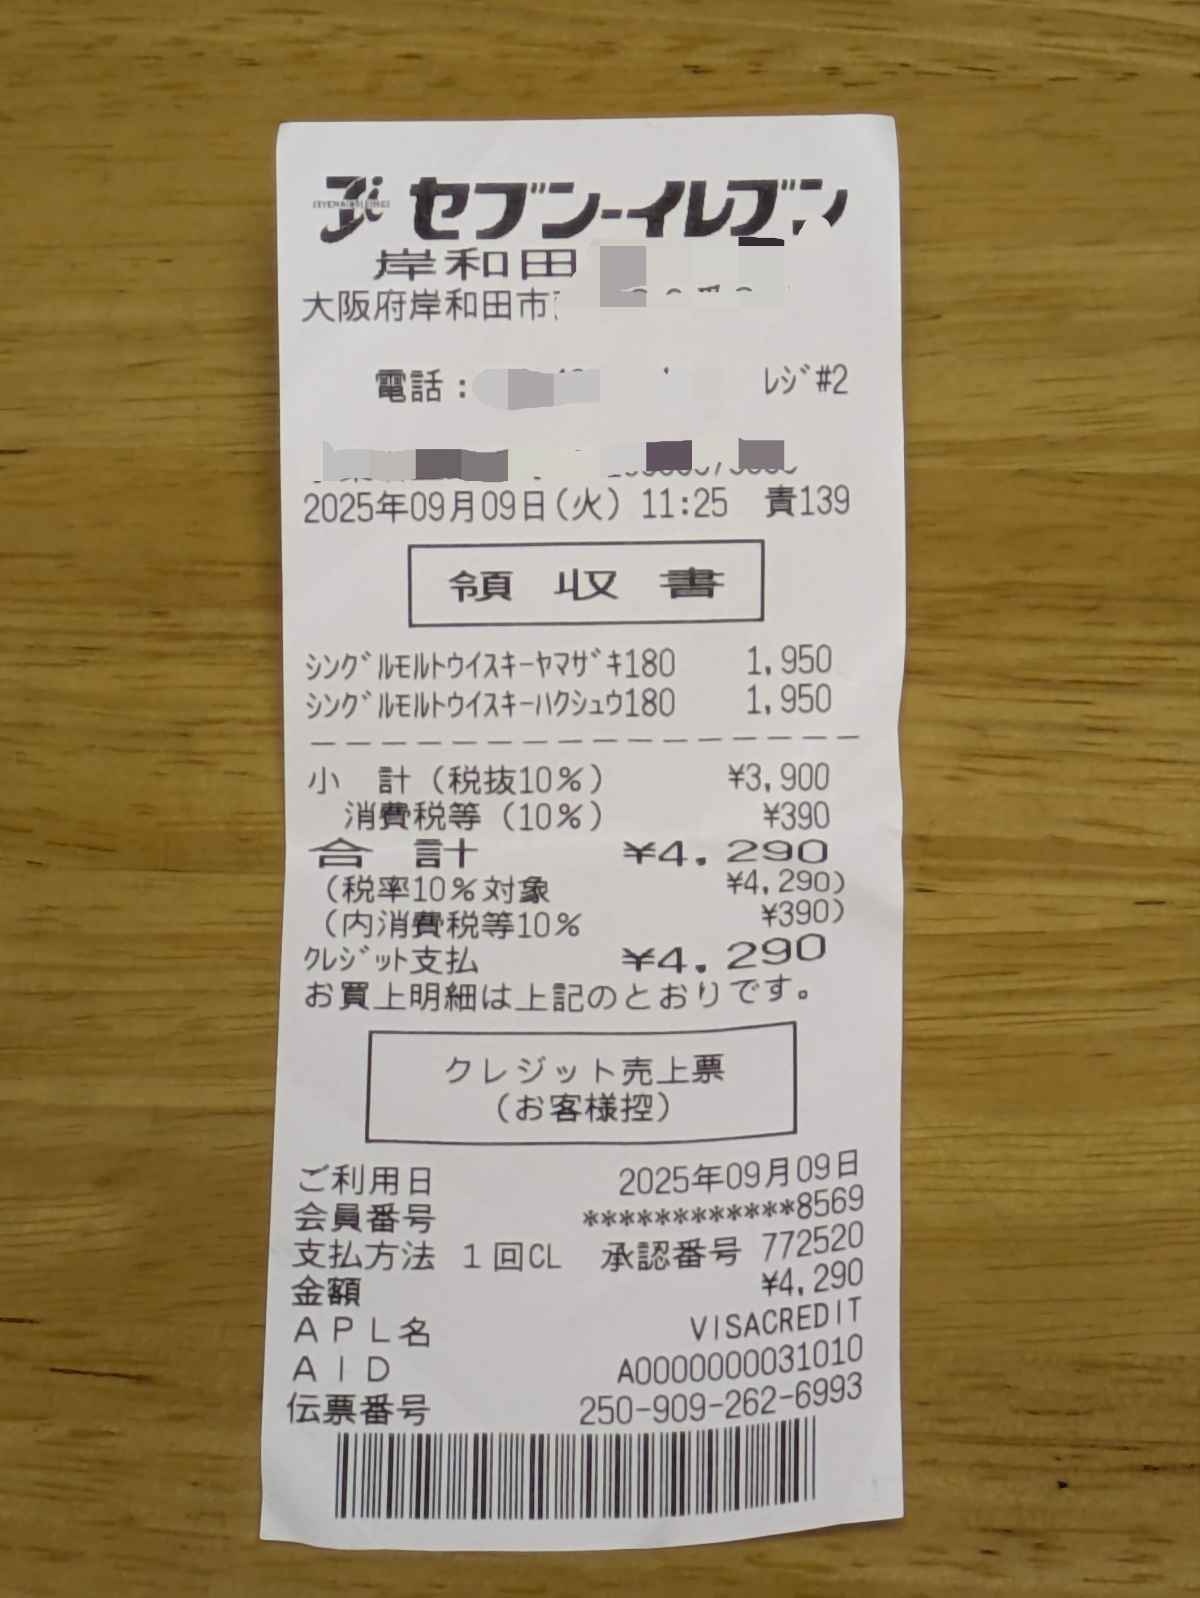 セブン-イレブン
岸和田
大阪府岸和田市
電話: ﾚｼﾞ#2
2025年09月09日(火) 11:25 責139
領収書
ｼﾝｸﾞﾙﾓﾙﾄｳｲｽｷｰﾔﾏｻﾞｷ180 1,950
ｼﾝｸﾞﾙﾓﾙﾄｳｲｽｷｰﾊｸｼｭｳ180 1,950
小計(税抜10%) ¥3,900
消費税等(10%) ¥390
合計 ¥4,290
(税率10%対象 ¥4,290)
(内消費税等10% ¥390)
ｸﾚｼﾞｯﾄ支払 ¥4,290
お買上明細は上記のとおりです。
クレジット売上票
(お客様控)
ご利用日 2025年09月09日
会員番号 ************8569
支払方法 1回CL 承認番号 772520
金額 ¥4,290
APL名 VISACREDIT
AID A0000000031010
伝票番号 250-909-262-6993